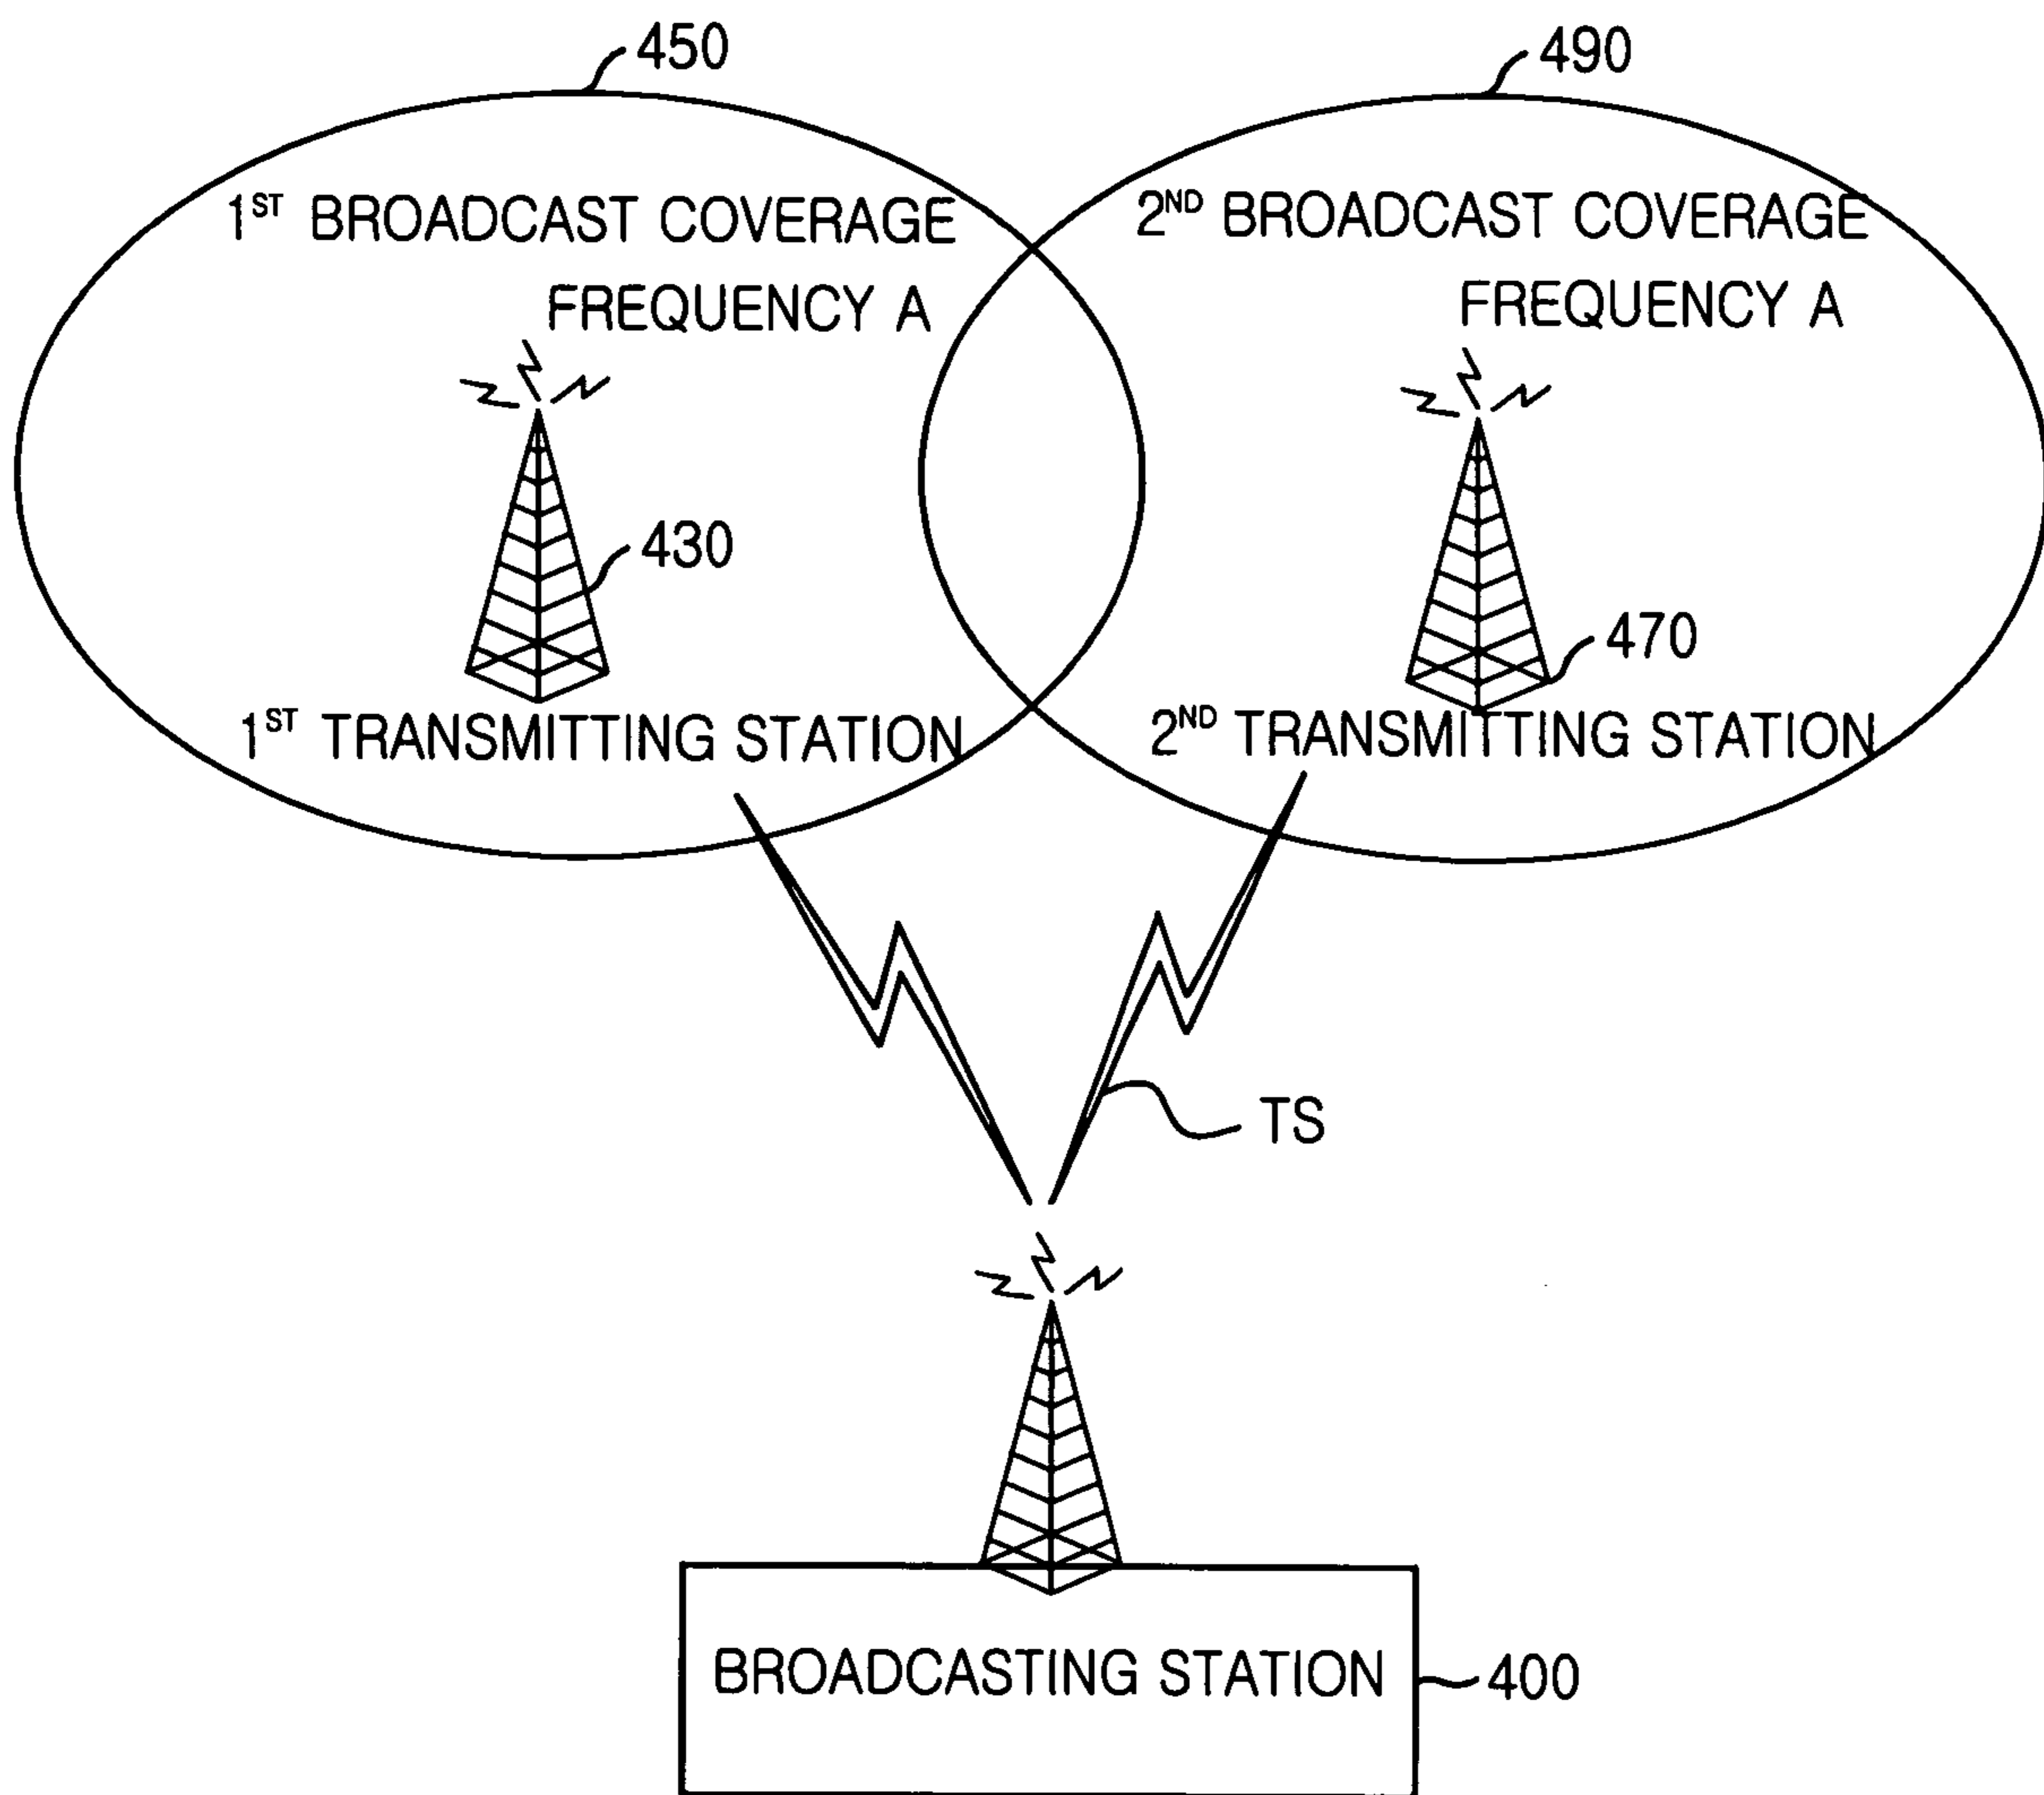 450
490
1ST BROADCAST COVERAGE
FREQUENCY A
2ND BROADCAST COVERAGE
FREQUENCY A
430
470
1ST TRANSMITTING STATION
2ND TRANSMITTING STATION
TS
BROADCASTING STATION
400